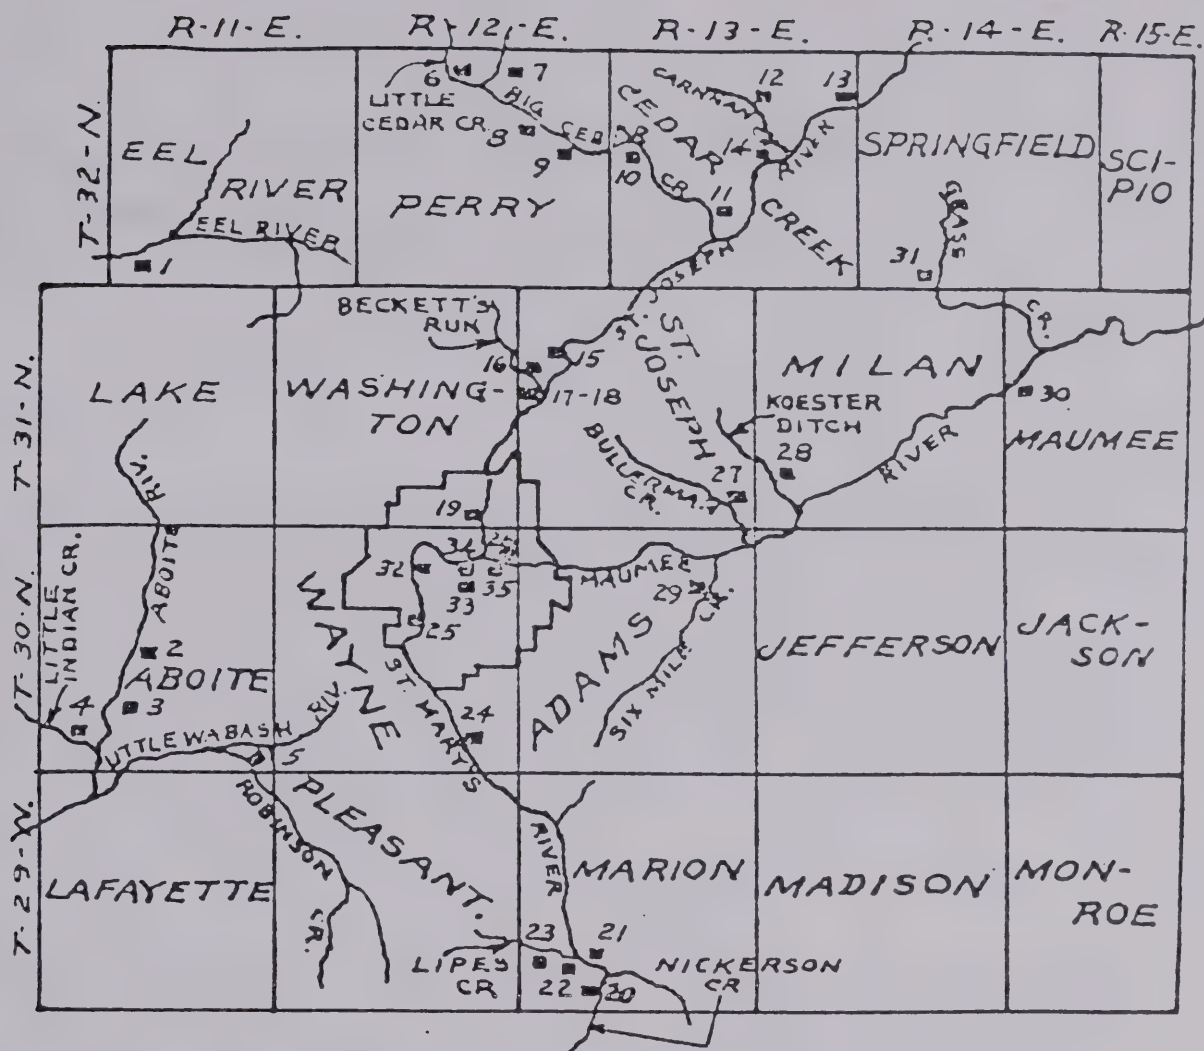 R-11-E. R-12-E. R-13-E. R-14-E. R-15-E.
T-32-N.
T-31-N.
T-30-N.
T-29-N.
EEL
RIVER
EEL RIVER
1
6
7
LITTLE
CEDAR CR.
BIG
CEDAR
CR.
8
9
10
11
PERRY
CEDAR
CREEK
12
13
14
RIVER
ST. JOSEPH
SPRINGFIELD
SCI-
PIO
GRASS
CR.
31
BECKETT'S
RUN
16
15
17-18
LAKE
WASHING-
TON
ST.
JOSEPH
MILAN
KOESTER
DITCH
28
30
MAUMEE
RIVER
27
CR.
19
RIV.
ABOITE
LITTLE
INDIAN CR.
2
ABOITE
3
4
LITTLE WABASH RIV.
5
WAYNE
32
34
33
35
25
MAUMEE
29
ADAMS
SIX MILE CR.
JEFFERSON
JACK-
SON
ST. MARY'S
RIVER
24
PLEASANT.
ROBINSON
CR.
LAFAYETTE
MARION
MADISON
MON-
ROE
LIPES
CR
23
21
22
20
NICKERSON
CR